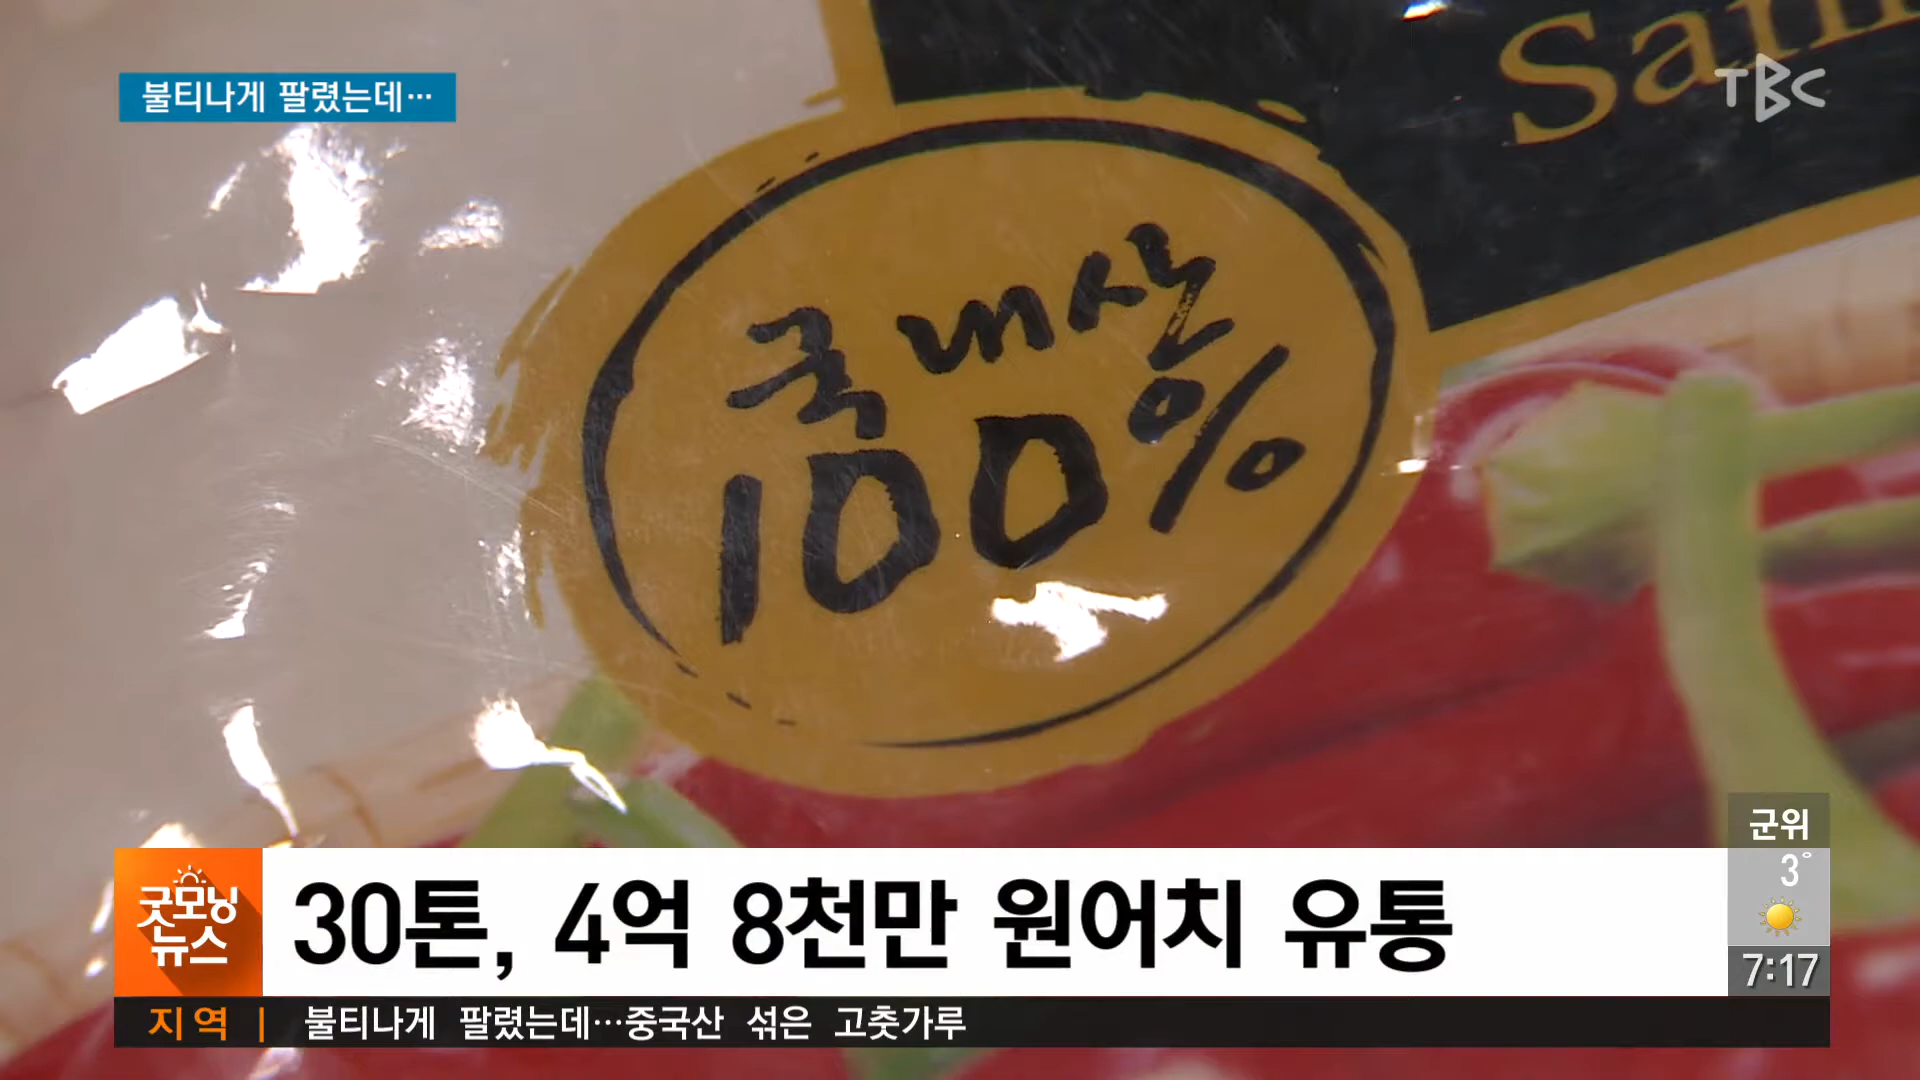 불티나게 팔렸는데…
TBC
국내산
100%
군위
3°
굿모닝
뉴스
30톤, 4억 8천만 원어치 유통
7:17
지역 | 불티나게 팔렸는데…중국산 섞은 고춧가루